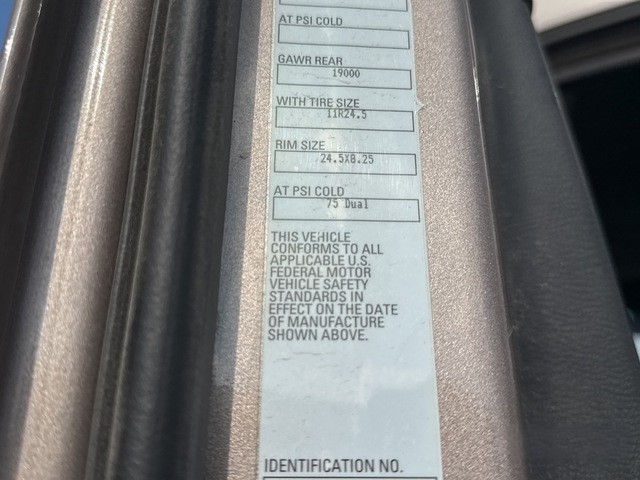 AT PSI COLD
GAWR REAR
19000
WITH TIRE SIZE
11R24.5
RIM SIZE
24.5X8.25
AT PSI COLD
75 Dual
THIS VEHICLE
CONFORMS TO ALL
APPLICABLE U.S.
FEDERAL MOTOR
VEHICLE SAFETY
STANDARDS IN
EFFECT ON THE DATE
OF MANUFACTURE
SHOWN ABOVE.
IDENTIFICATION NO.